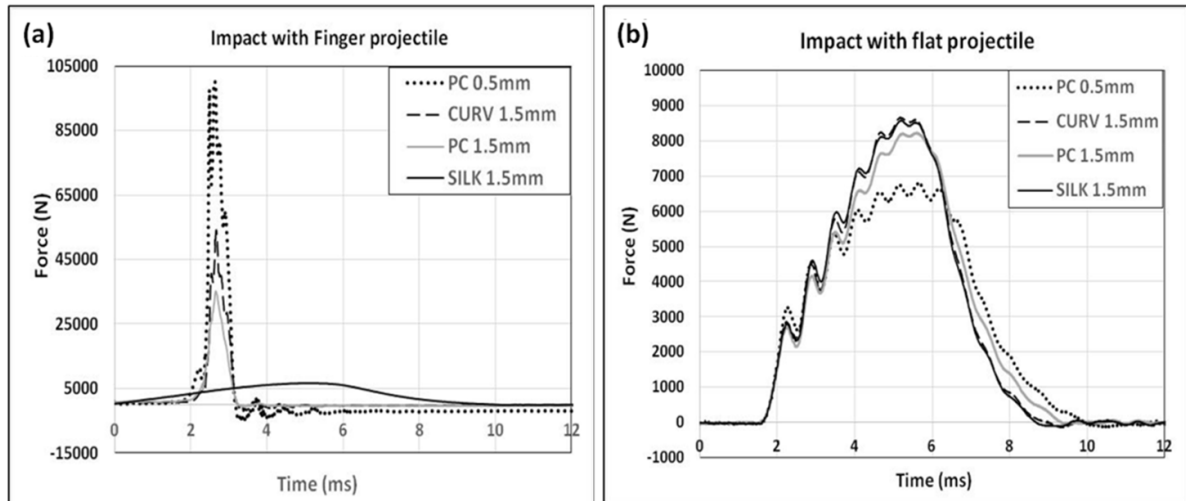 (a)
Impact with Finger projectile
105000
85000
65000
45000
25000
5000
-15000
Force (N)
0 2 4 6 8 10 12
Time (ms)
PC 0.5mm
CURV 1.5mm
PC 1.5mm
SILK 1.5mm
(b)
Impact with flat projectile
10000
9000
8000
7000
6000
5000
4000
3000
2000
1000
0
-1000
Force (N)
0 2 4 6 8 10 12
Time (ms)
PC 0.5mm
CURV 1.5mm
PC 1.5mm
SILK 1.5mm